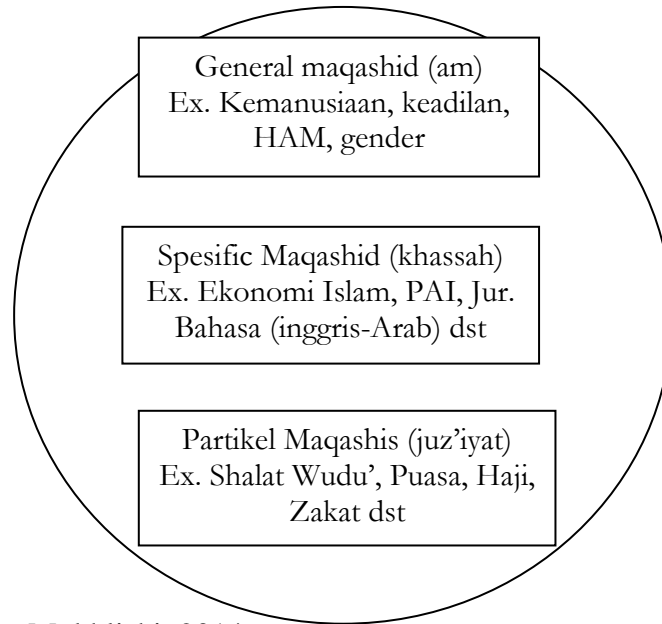 General maqashid (am)
Ex. Kemanusiaan, keadilan,
HAM, gender
Spesific Maqashid (khassah)
Ex. Ekonomi Islam, PAI, Jur.
Bahasa (inggris-Arab) dst
Partikel Maqashis (juz’iyat)
Ex. Shalat Wudu’, Puasa, Haji,
Zakat dst